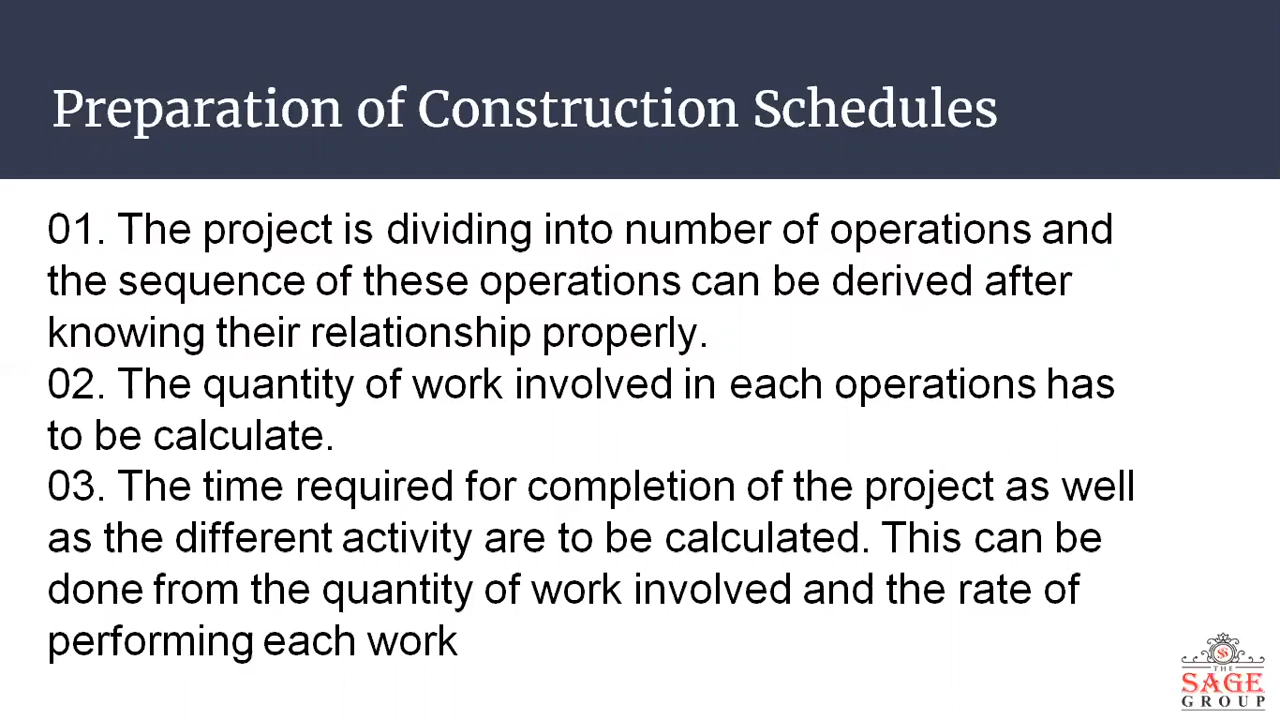 Preparation of Construction Schedules
01. The project is dividing into number of operations and
the sequence of these operations can be derived after
knowing their relationship properly.
02. The quantity of work involved in each operations has
to be calculate.
03. The time required for completion of the project as well
as the different activity are to be calculated. This can be
done from the quantity of work involved and the rate of
performing each work
THE
SAGE
GROUP